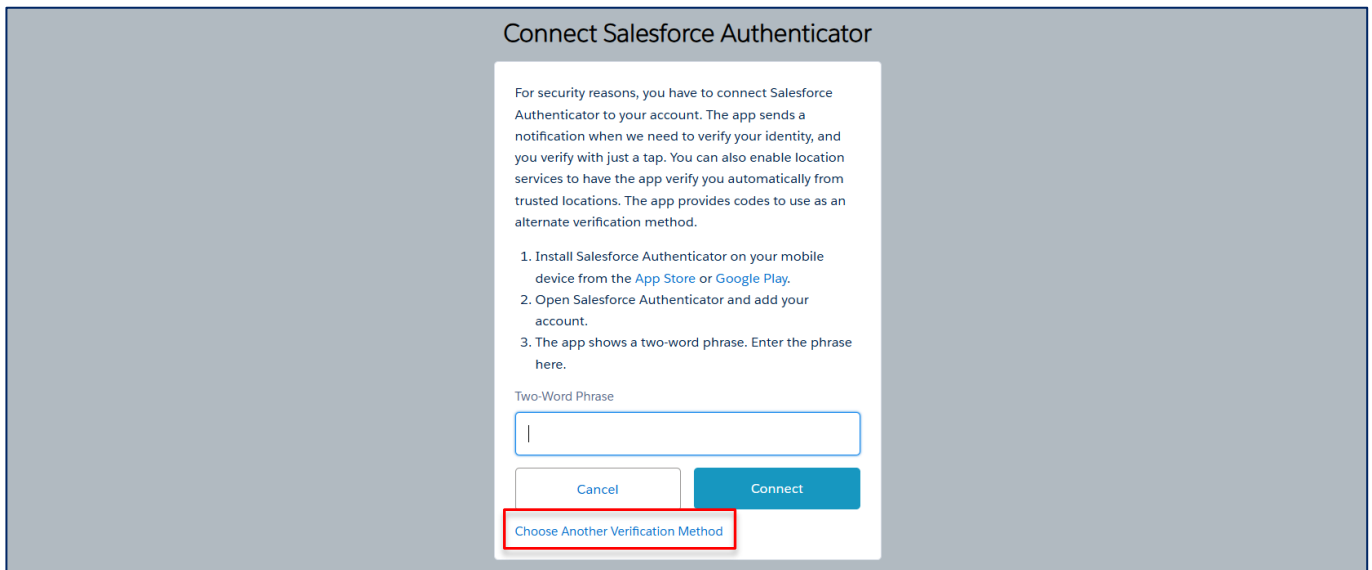 Connect Salesforce Authenticator
For security reasons, you have to connect Salesforce
Authenticator to your account. The app sends a
notification when we need to verify your identity, and
you verify with just a tap. You can also enable location
services to have the app verify you automatically from
trusted locations. The app provides codes to use as an
alternate verification method.
1. Install Salesforce Authenticator on your mobile
device from the App Store or Google Play.
2. Open Salesforce Authenticator and add your
account.
3. The app shows a two-word phrase. Enter the phrase
here.
Two-Word Phrase
Cancel Connect
Choose Another Verification Method